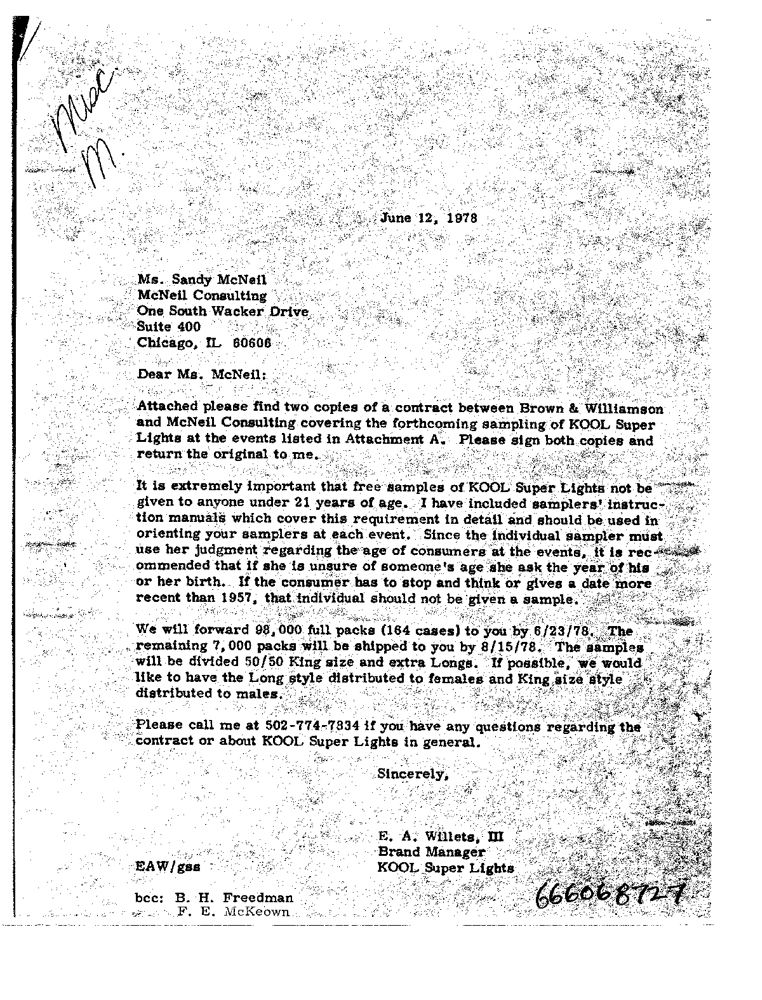 Misc.
M.
June 12, 1978
Ms. Sandy McNeil
McNeil Consulting
One South Wacker Drive
Suite 400
Chicago, IL 60606
Dear Ms. McNeil:
Attached please find two copies of a contract between Brown & Williamson
and McNeil Consulting covering the forthcoming sampling of KOOL Super
Lights at the events listed in Attachment A. Please sign both copies and
return the original to me.
It is extremely important that free samples of KOOL Super Lights not be
given to anyone under 21 years of age. I have included samplers' instruc-
tion manuals which cover this requirement in detail and should be used in
orienting your samplers at each event. Since the individual sampler must
use her judgment regarding the age of consumers at the events, it is rec-
ommended that if she is unsure of someone's age she ask the year of his
or her birth. If the consumer has to stop and think or gives a date more
recent than 1957, that individual should not be given a sample.
We will forward 98,000 full packs (164 cases) to you by 6/23/78. The
remaining 7,000 packs will be shipped to you by 8/15/78. The samples
will be divided 50/50 King size and extra Longs. If possible, we would
like to have the Long style distributed to females and King size style
distributed to males.
Please call me at 502-774-7834 if you have any questions regarding the
contract or about KOOL Super Lights in general.
Sincerely,
E. A. Willets, III
Brand Manager
EAW/gss KOOL Super Lights
bcc: B. H. Freedman
F. E. McKeown
666068727